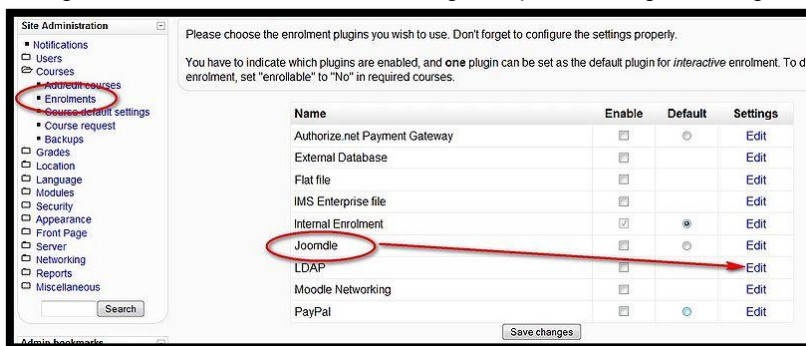 Site Administration
Notifications
Users
Courses
Add/edit courses
Enrolments
Course default settings
Course request
Backups
Grades
Location
Language
Modules
Security
Appearance
Front Page
Server
Networking
Reports
Miscellaneous
Search
Admin bookmarks
Please choose the enrolment plugins you wish to use. Don't forget to configure the settings properly.
You have to indicate which plugins are enabled, and one plugin can be set as the default plugin for interactive enrolment. To d
enrolment, set "enrollable" to "No" in required courses.
Name Enable Default Settings
Authorize.net Payment Gateway Edit
External Database Edit
Flat file Edit
IMS Enterprise file Edit
Internal Enrolment Edit
Joomdle Edit
LDAP Edit
Moodle Networking Edit
PayPal Edit
Save changes